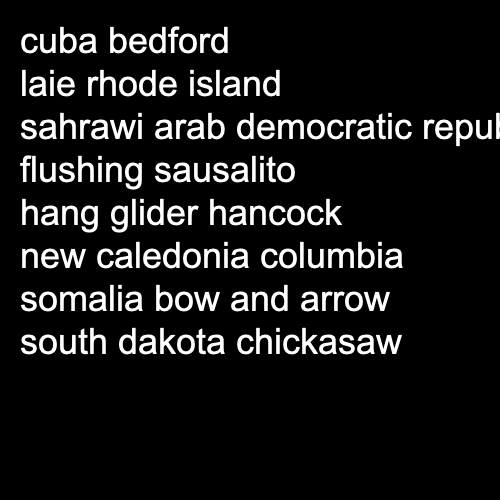 cuba bedford
laie rhode island
sahrawi arab democratic
flushing sausalito
hang glider hancock
new caledonia columbia
somalia bow and arrow
south dakota chickasaw